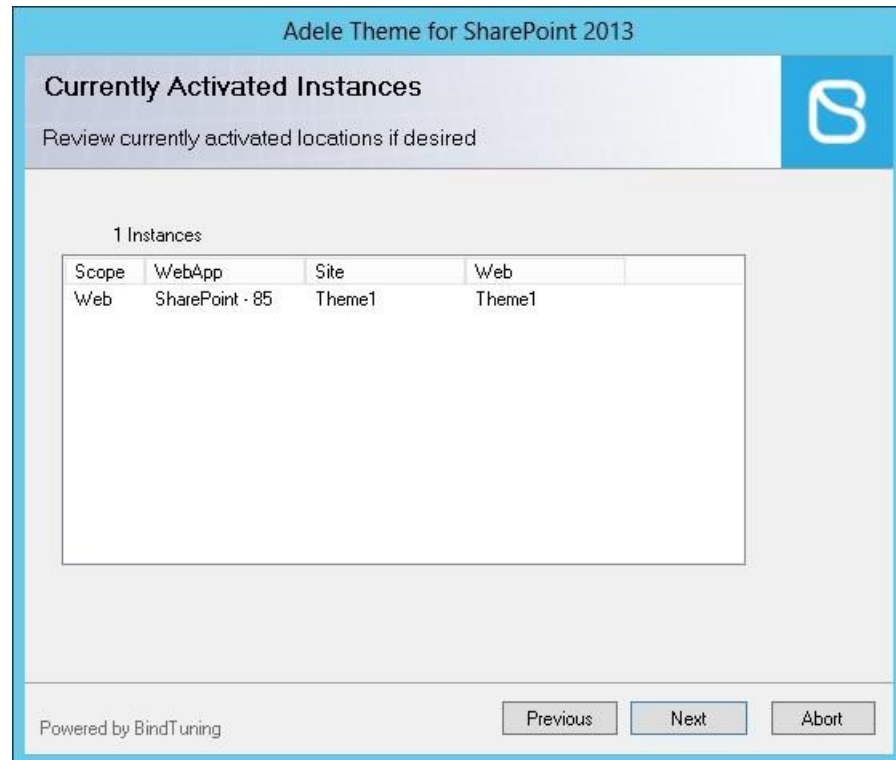 Adele Theme for SharePoint 2013
Currently Activated Instances
Review currently activated locations if desired
1 Instances
Scope WebApp Site Web
Web SharePoint - 85 Theme1 Theme1
Powered by BindTuning
Previous Next Abort